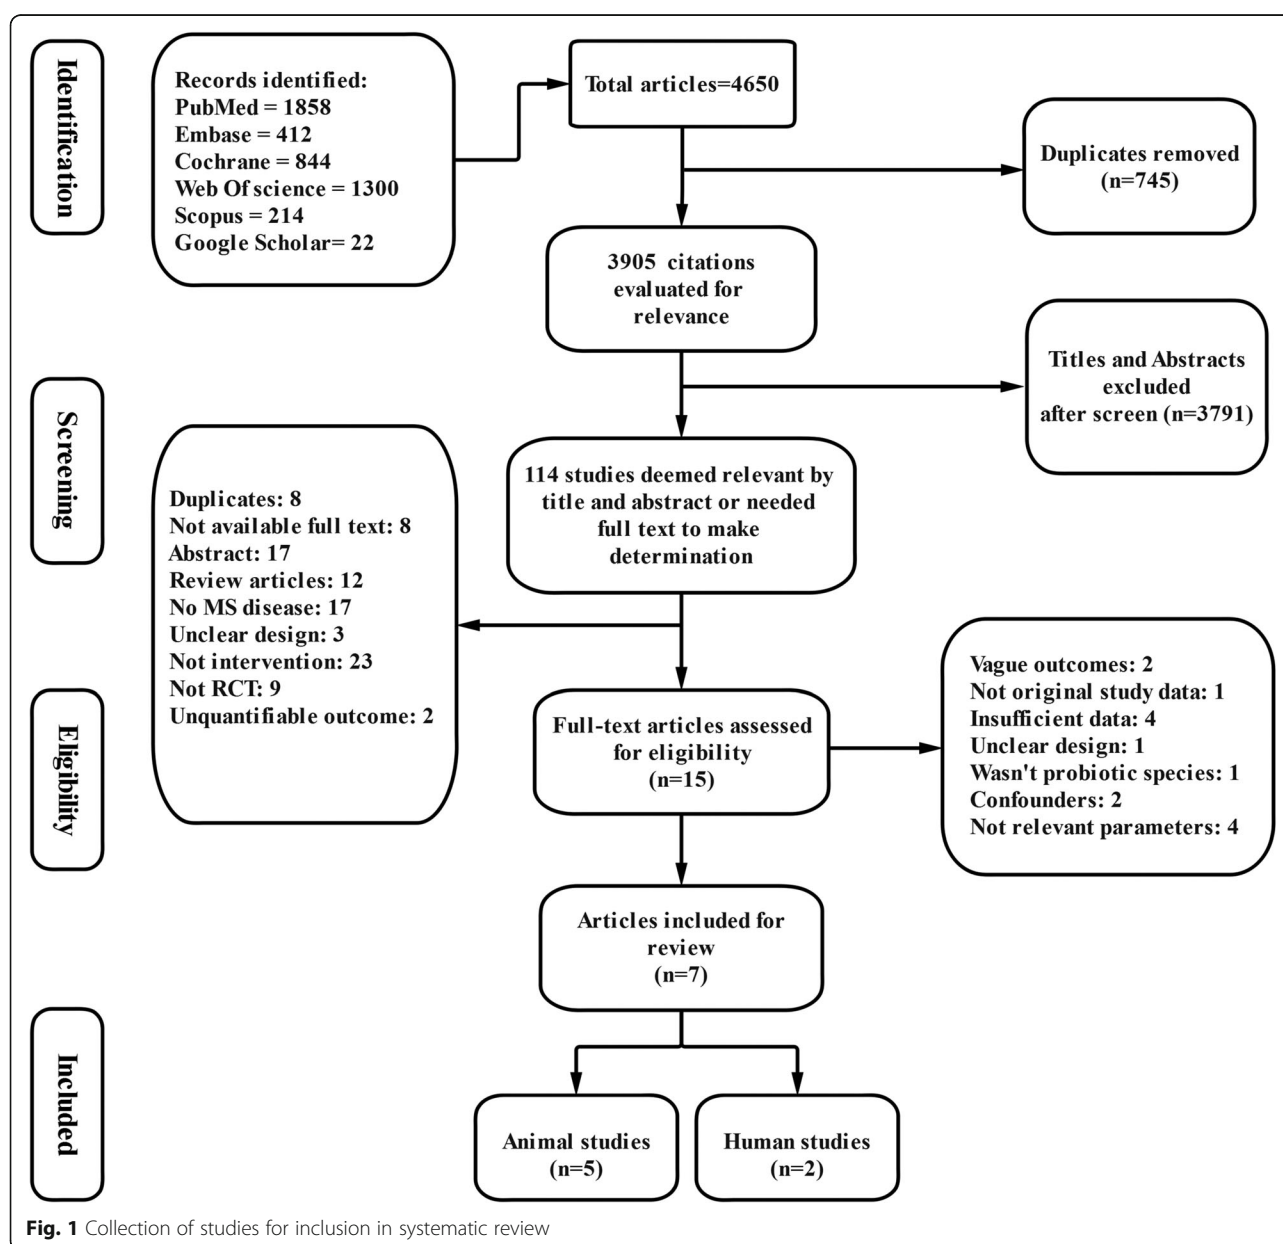 Identification
Records identified:
PubMed = 1858
Embase = 412
Cochrane = 844
Web Of science = 1300
Scopus = 214
Google Scholar= 22
Total articles=4650
Duplicates removed
(n=745)
3905 citations
evaluated for
relevance
Titles and Abstracts
excluded
after screen (n=3791)
Screening
114 studies deemed relevant by
title and abstract or needed
full text to make
determination
Duplicates: 8
Not available full text: 8
Abstract: 17
Review articles: 12
No MS disease: 17
Unclear design: 3
Not intervention: 23
Not RCT: 9
Unquantifiable outcome: 2
Eligibility
Full-text articles assessed
for eligibility
(n=15)
Vague outcomes: 2
Not original study data: 1
Insufficient data: 4
Unclear design: 1
Wasn't probiotic species: 1
Confounders: 2
Not relevant parameters: 4
Articles included for
review
(n=7)
Included
Animal studies
(n=5)
Human studies
(n=2)
Fig. 1 Collection of studies for inclusion in systematic review